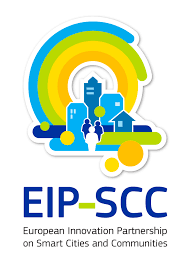 EIP-SCC
European Innovation Partnership
on Smart Cities and Communities